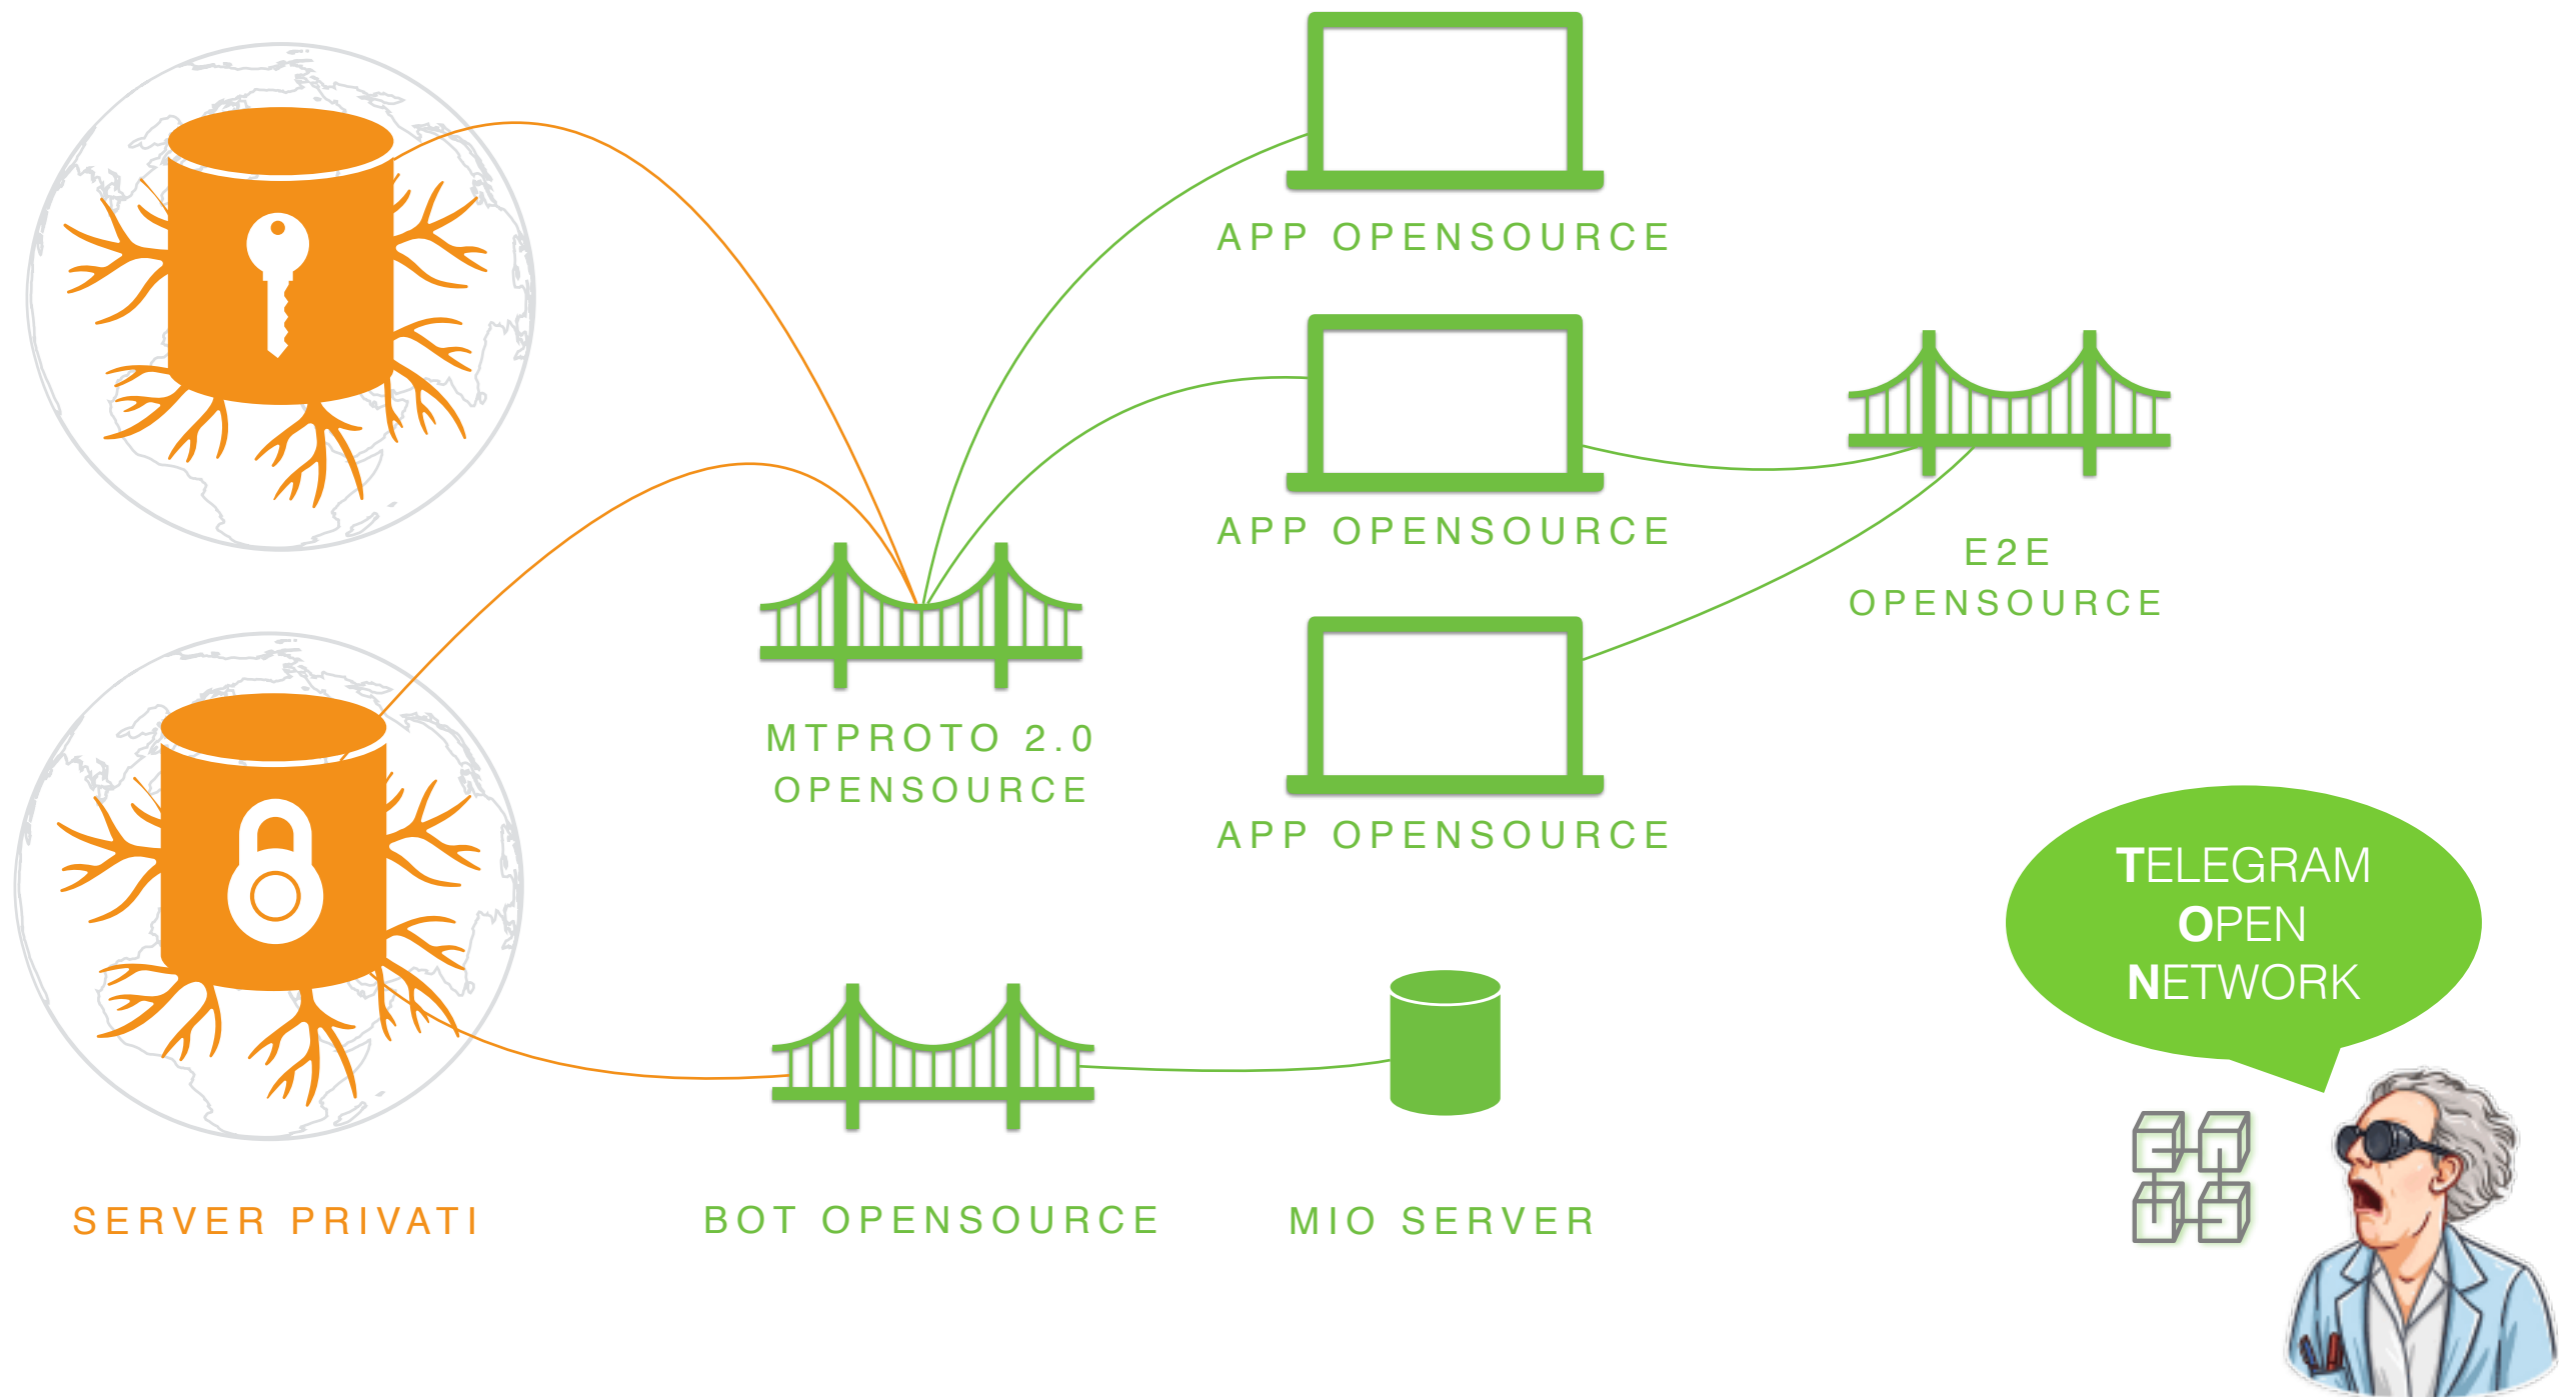 APP OPENSOURCE
APP OPENSOURCE
E2E
OPENSOURCE
MTPROTO 2.0
OPENSOURCE
APP OPENSOURCE
TELEGRAM
OPEN
NETWORK
SERVER PRIVATI
BOT OPENSOURCE
MIO SERVER